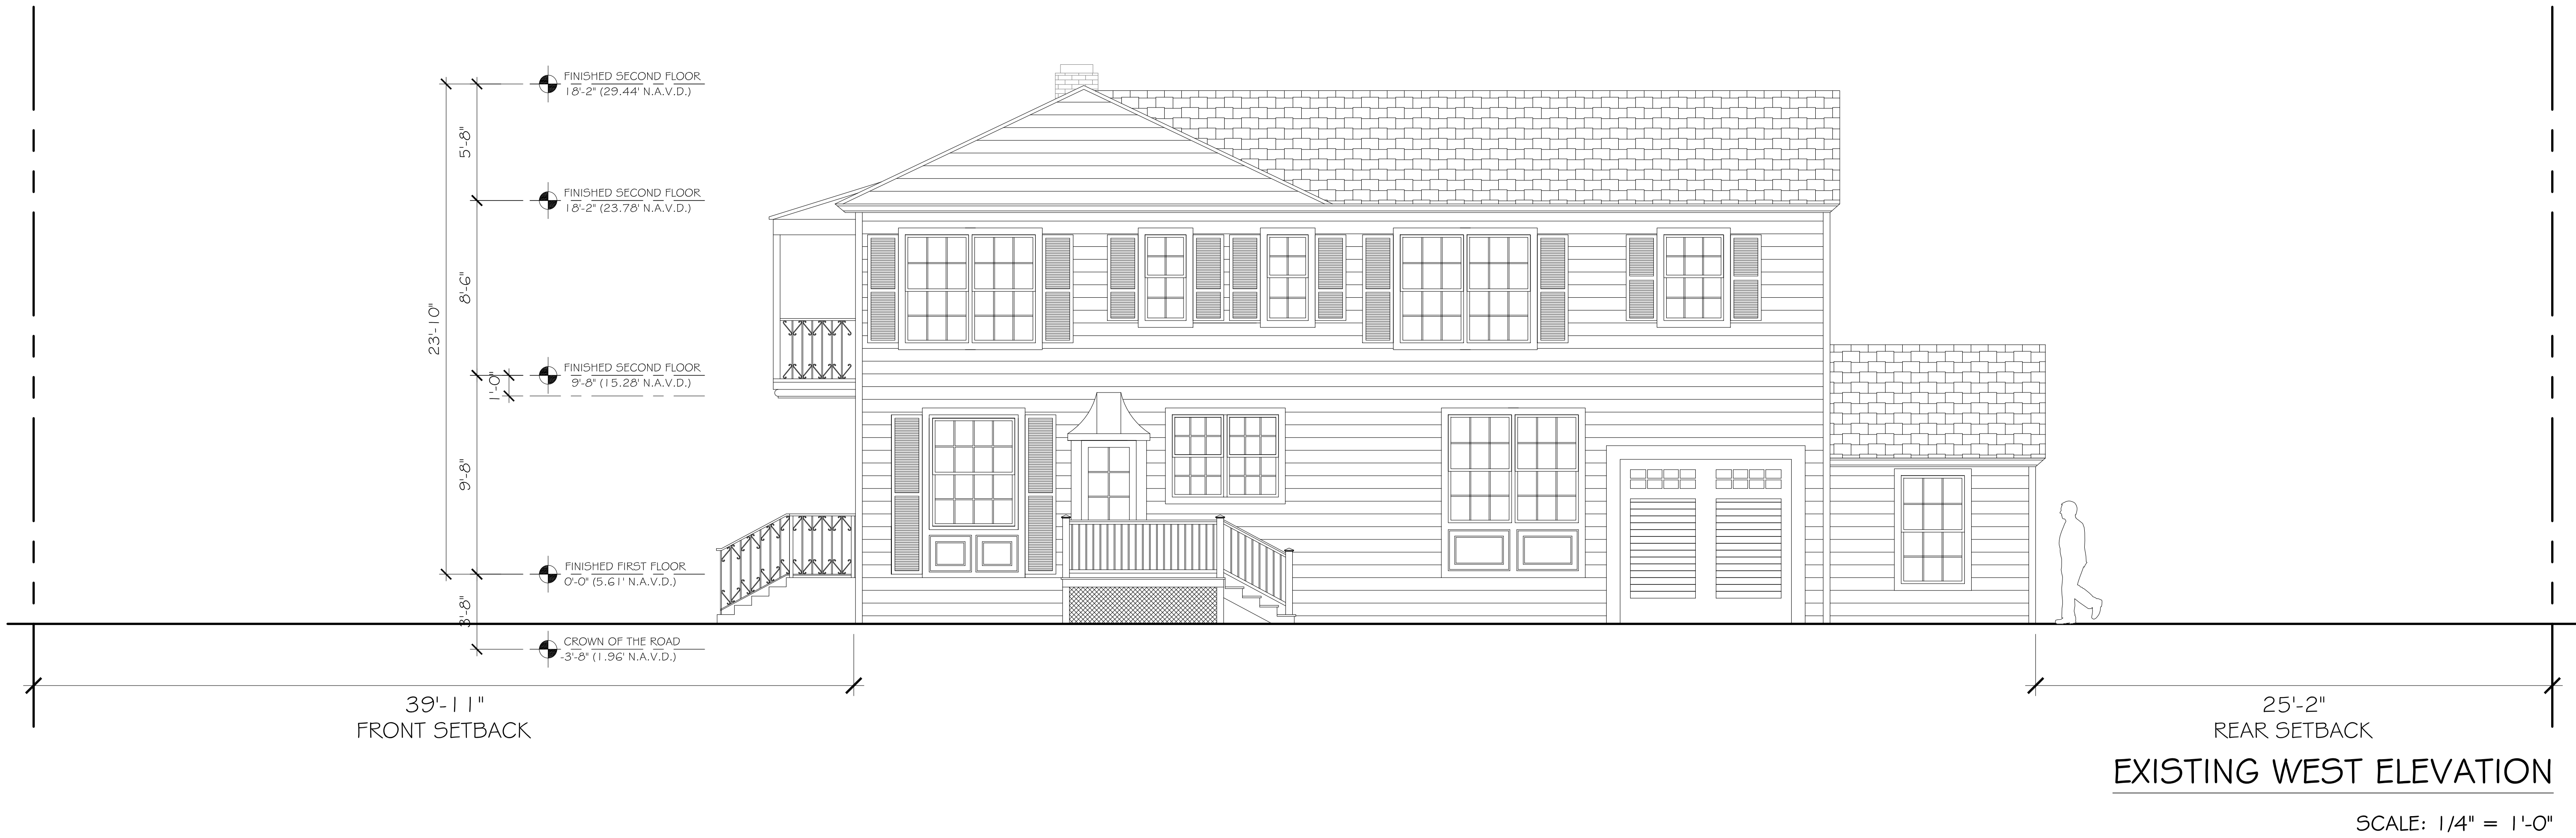 FINISHED SECOND FLOOR
18'-2" (29.44' N.A.V.D.)
5'-8"
FINISHED SECOND FLOOR
18'-2" (23.78' N.A.V.D.)
8'-6"
23'-10"
FINISHED SECOND FLOOR
9'-8" (15.28' N.A.V.D.)
1'-0"
9'-8"
FINISHED FIRST FLOOR
0'-0" (5.61' N.A.V.D.)
3'-8"
CROWN OF THE ROAD
-3'-8" (1.96' N.A.V.D.)
39'-11"
FRONT SETBACK
25'-2"
REAR SETBACK
EXISTING WEST ELEVATION
SCALE: 1/4" = 1'-0"